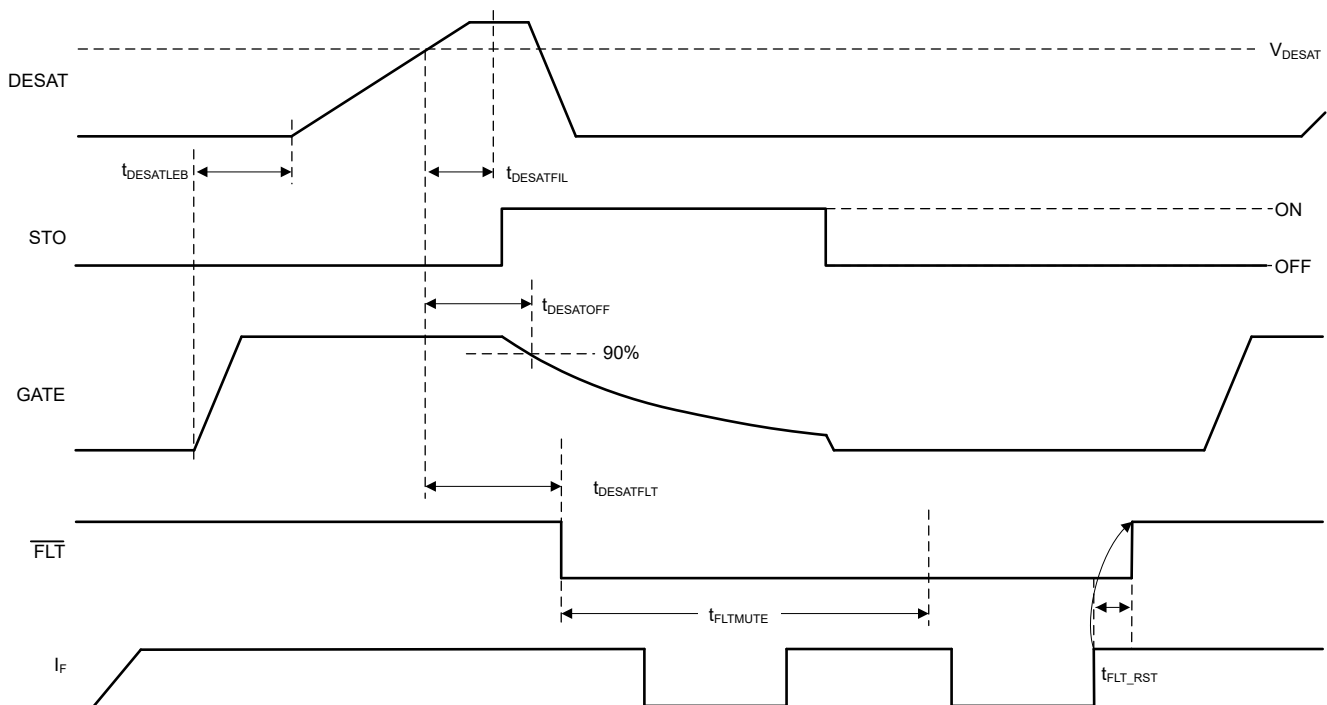 V_DESAT
DESAT
t_DESATLEB
t_DESATFIL
ON
STO
OFF
t_DESATOFF
90%
GATE
t_DESATFLT
FLT
t_FLTMUTE
I_F
t_FLT_RST